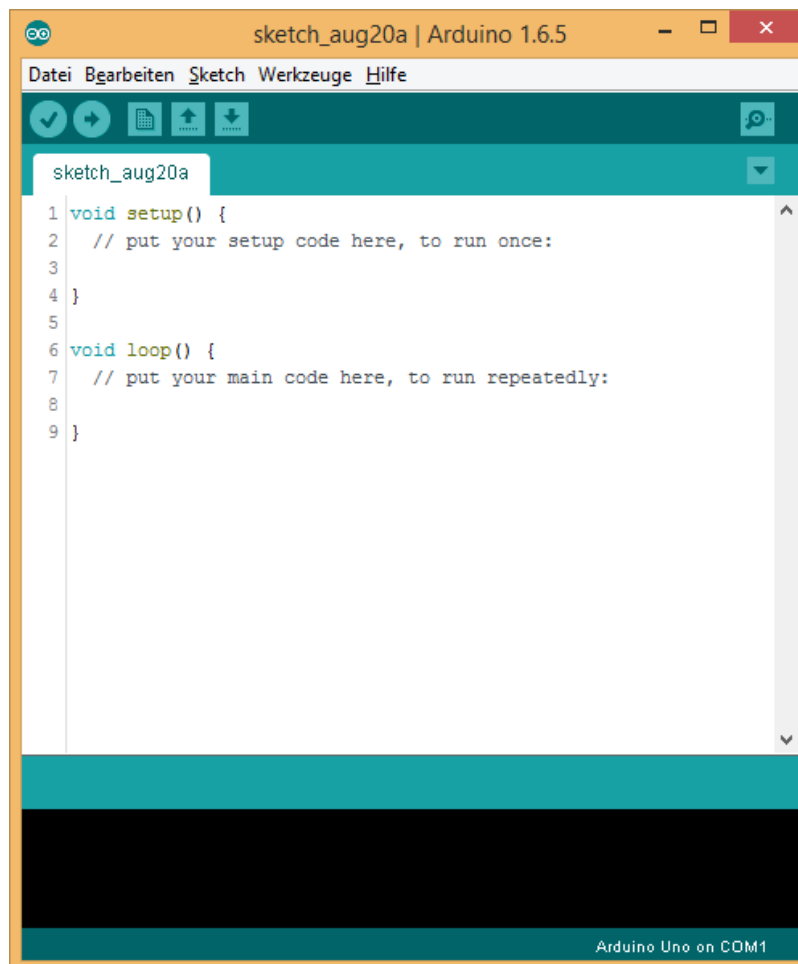 sketch_aug20a | Arduino 1.6.5
Datei Bearbeiten Sketch Werkzeuge Hilfe
sketch_aug20a
1 void setup() {
2   // put your setup code here, to run once:
3
4 }
5
6 void loop() {
7   // put your main code here, to run repeatedly:
8
9 }
Arduino Uno on COM1